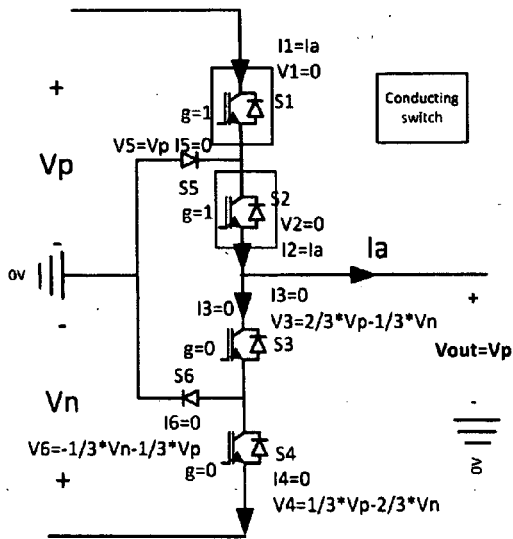 I1=Ia
+
V1=0
g=1
S1
Conducting
switch
V5=Vp I5=0
Vp
S5
S2
g=1
V2=0
I2=Ia
Ia
-
0V
-
I3=0
I3=0
+
V3=2/3*Vp-1/3*Vn
g=0
S3
Vout=Vp
S6
Vn
I6=0
-
V6=-1/3*Vn-1/3*Vp
S4
g=0
+
I4=0
0V
V4=1/3*Vp-2/3*Vn